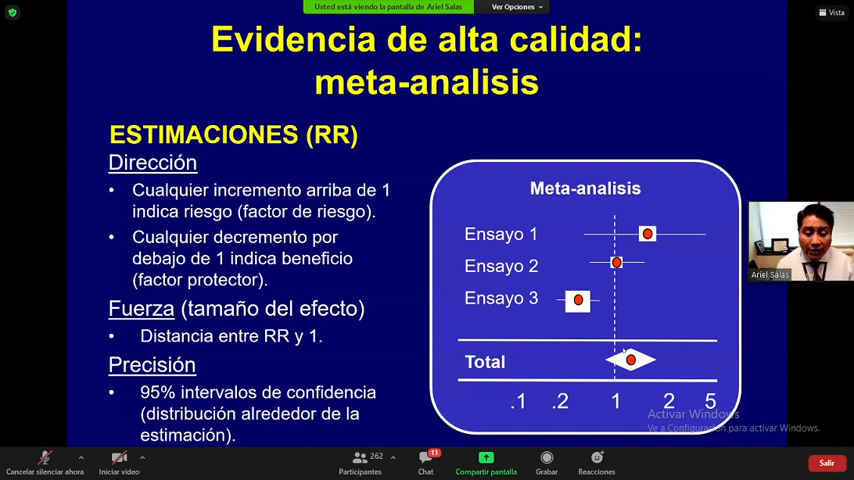 Usted está viendo la pantalla de Ariel Salas
Ver Opciones
Vista
Evidencia de alta calidad:
meta-analisis
ESTIMACIONES (RR)
Dirección
• Cualquier incremento arriba de 1
indica riesgo (factor de riesgo).
• Cualquier decremento por
debajo de 1 indica beneficio
(factor protector).
Fuerza (tamaño del efecto)
• Distancia entre RR y 1.
Precisión
• 95% intervalos de confidencia
(distribución alrededor de la
estimación).
Meta-analisis
Ensayo 1
Ensayo 2
Ensayo 3
Total
.1 .2 1 2 5
Ariel Salas
Activar Windows
Ve a Configuración para activar Windows.
Cancelar silenciar ahora
Iniciar video
262
Participantes
11
Chat
Compartir pantalla
Grabar
Reacciones
Salir